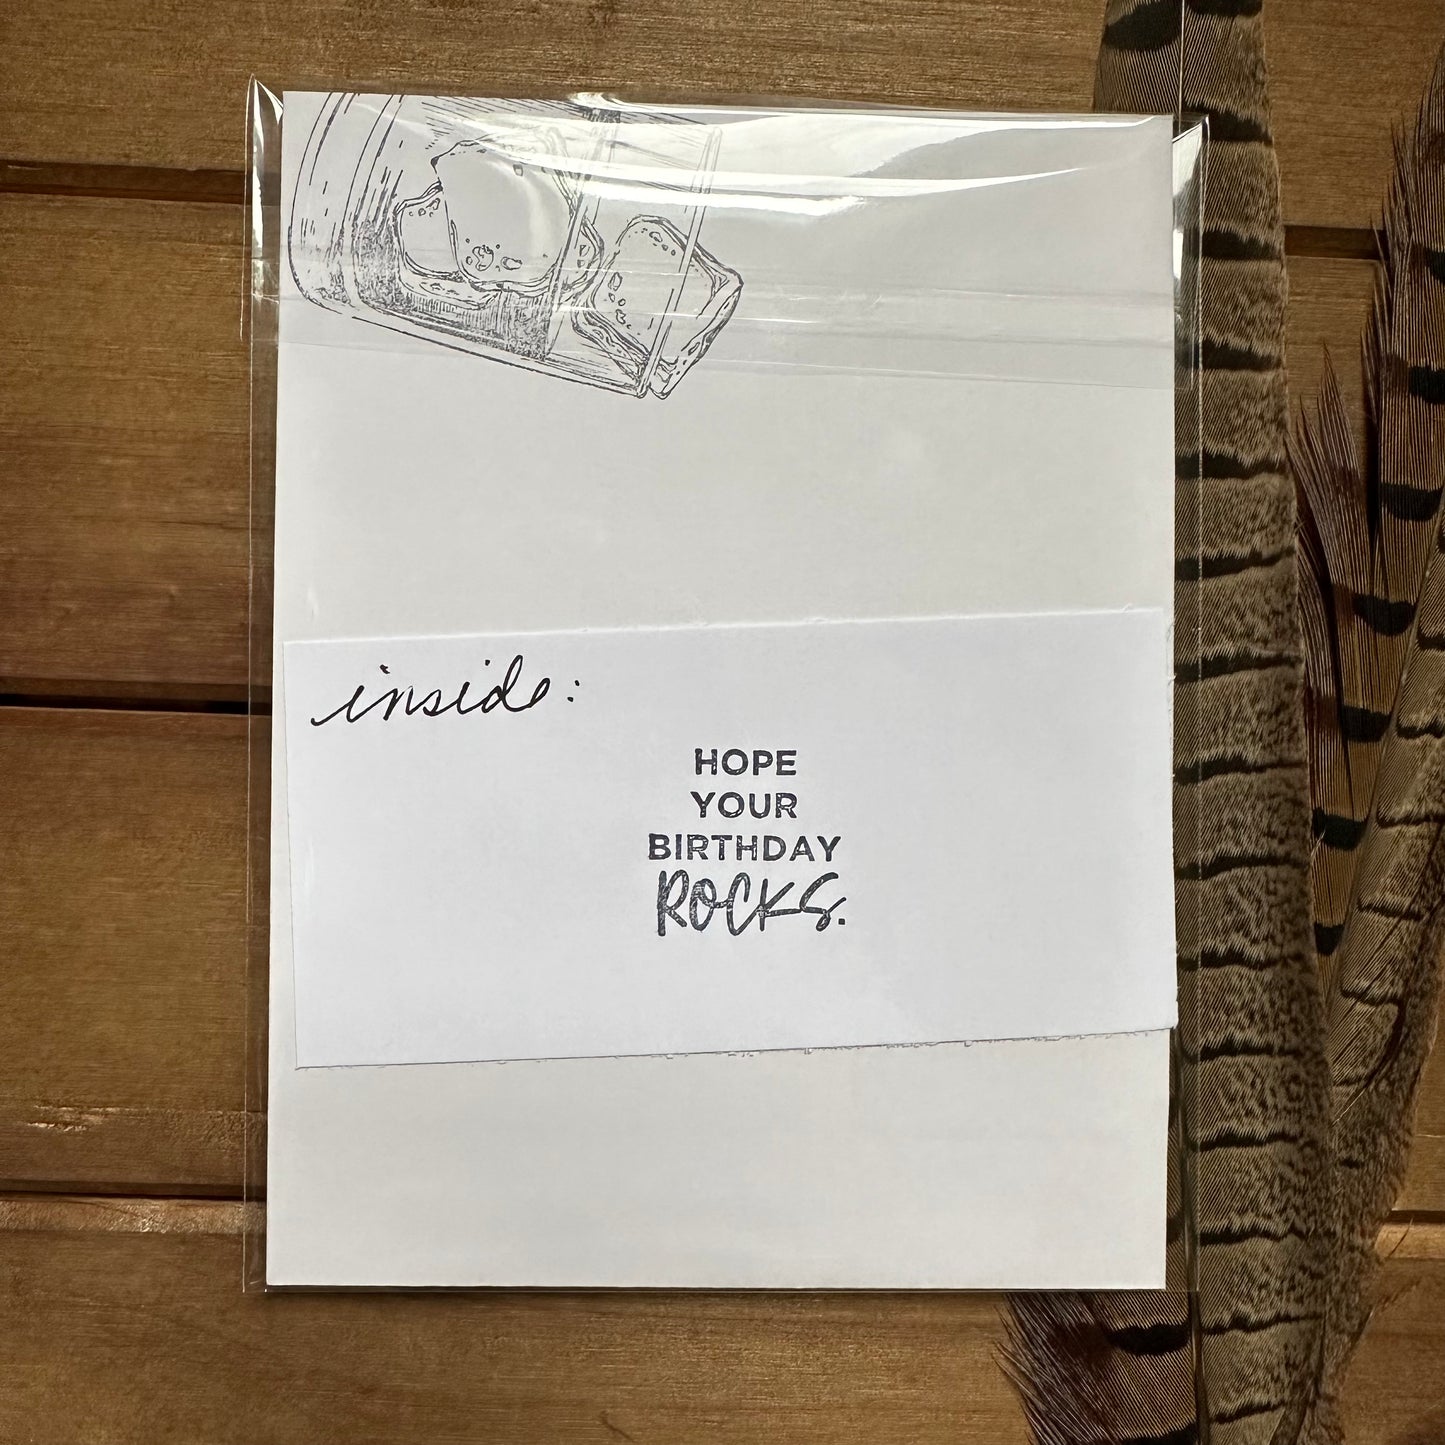 inside:
HOPE
YOUR
BIRTHDAY
ROCKS.